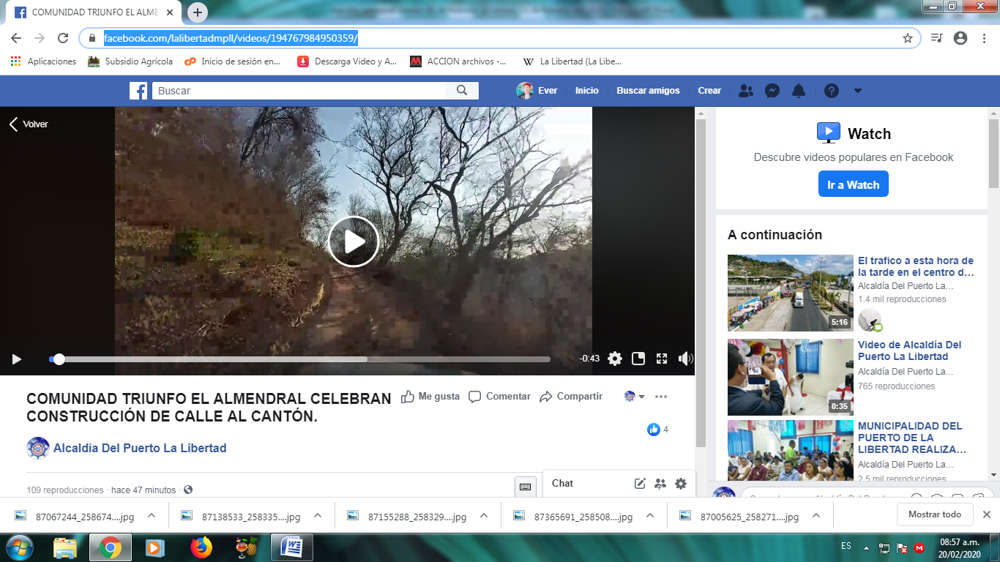 COMUNIDAD TRIUNFO EL ALME
facebook.com/lalibertadmpll/videos/194767984950359/
Aplicaciones
Subsidio Agrícola
Inicio de sesión en...
Descarga Video y A...
ACCION archivos -...
La Libertad (La Libe...
Buscar
Ever
Inicio
Buscar amigos
Crear
Volver
-0:43
COMUNIDAD TRIUNFO EL ALMENDRAL CELEBRAN
CONSTRUCCIÓN DE CALLE AL CANTÓN.
Me gusta
Comentar
Compartir
4
Alcaldía Del Puerto La Libertad
109 reproducciones · hace 47 minutos ·
Watch
Descubre videos populares en Facebook
Ir a Watch
A continuación
El trafico a esta hora de
la tarde en el centro d...
Alcaldía Del Puerto La...
1.4 mil reproducciones
5:16
Video de Alcaldía Del
Puerto La Libertad
Alcaldía Del Puerto La...
765 reproducciones
0:35
MUNICIPALIDAD DEL
PUERTO DE LA
LIBERTAD REALIZA...
Alcaldía Del Puerto La...
2.5 mil reproducciones
Chat
87067244_258674....jpg
87138533_258335....jpg
87155288_258329....jpg
87365691_258508....jpg
87005625_258271....jpg
Mostrar todo
ES
08:57 a.m.
20/02/2020